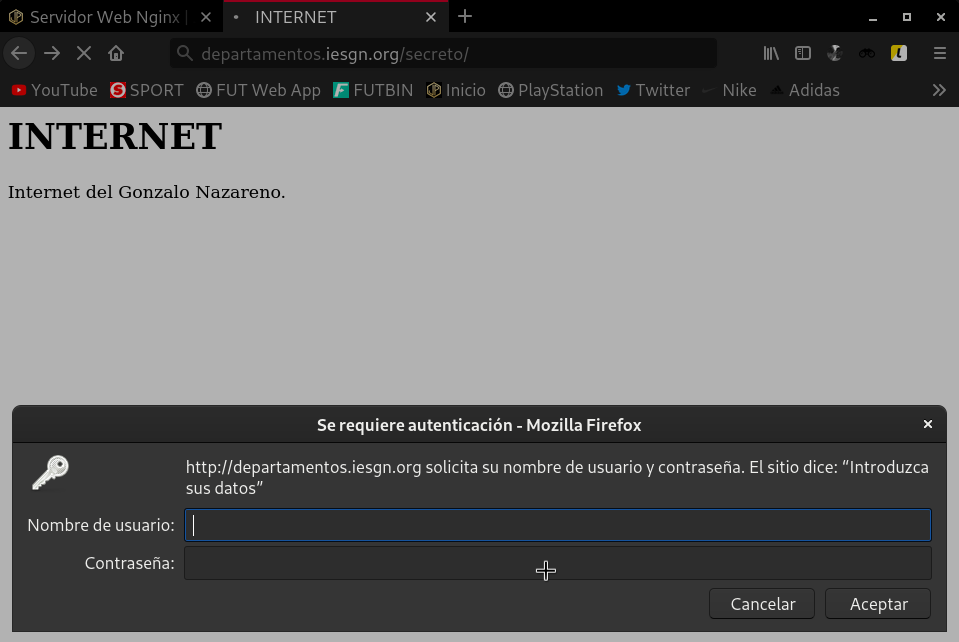 Servidor Web Nginx |
INTERNET
departamentos.iesgn.org/secreto/
YouTube SPORT FUT Web App FUTBIN Inicio PlayStation Twitter Nike Adidas
INTERNET
Internet del Gonzalo Nazareno.
Se requiere autenticación - Mozilla Firefox
http://departamentos.iesgn.org solicita su nombre de usuario y contraseña. El sitio dice: “Introduzca
sus datos”
Nombre de usuario:
Contraseña:
Cancelar Aceptar